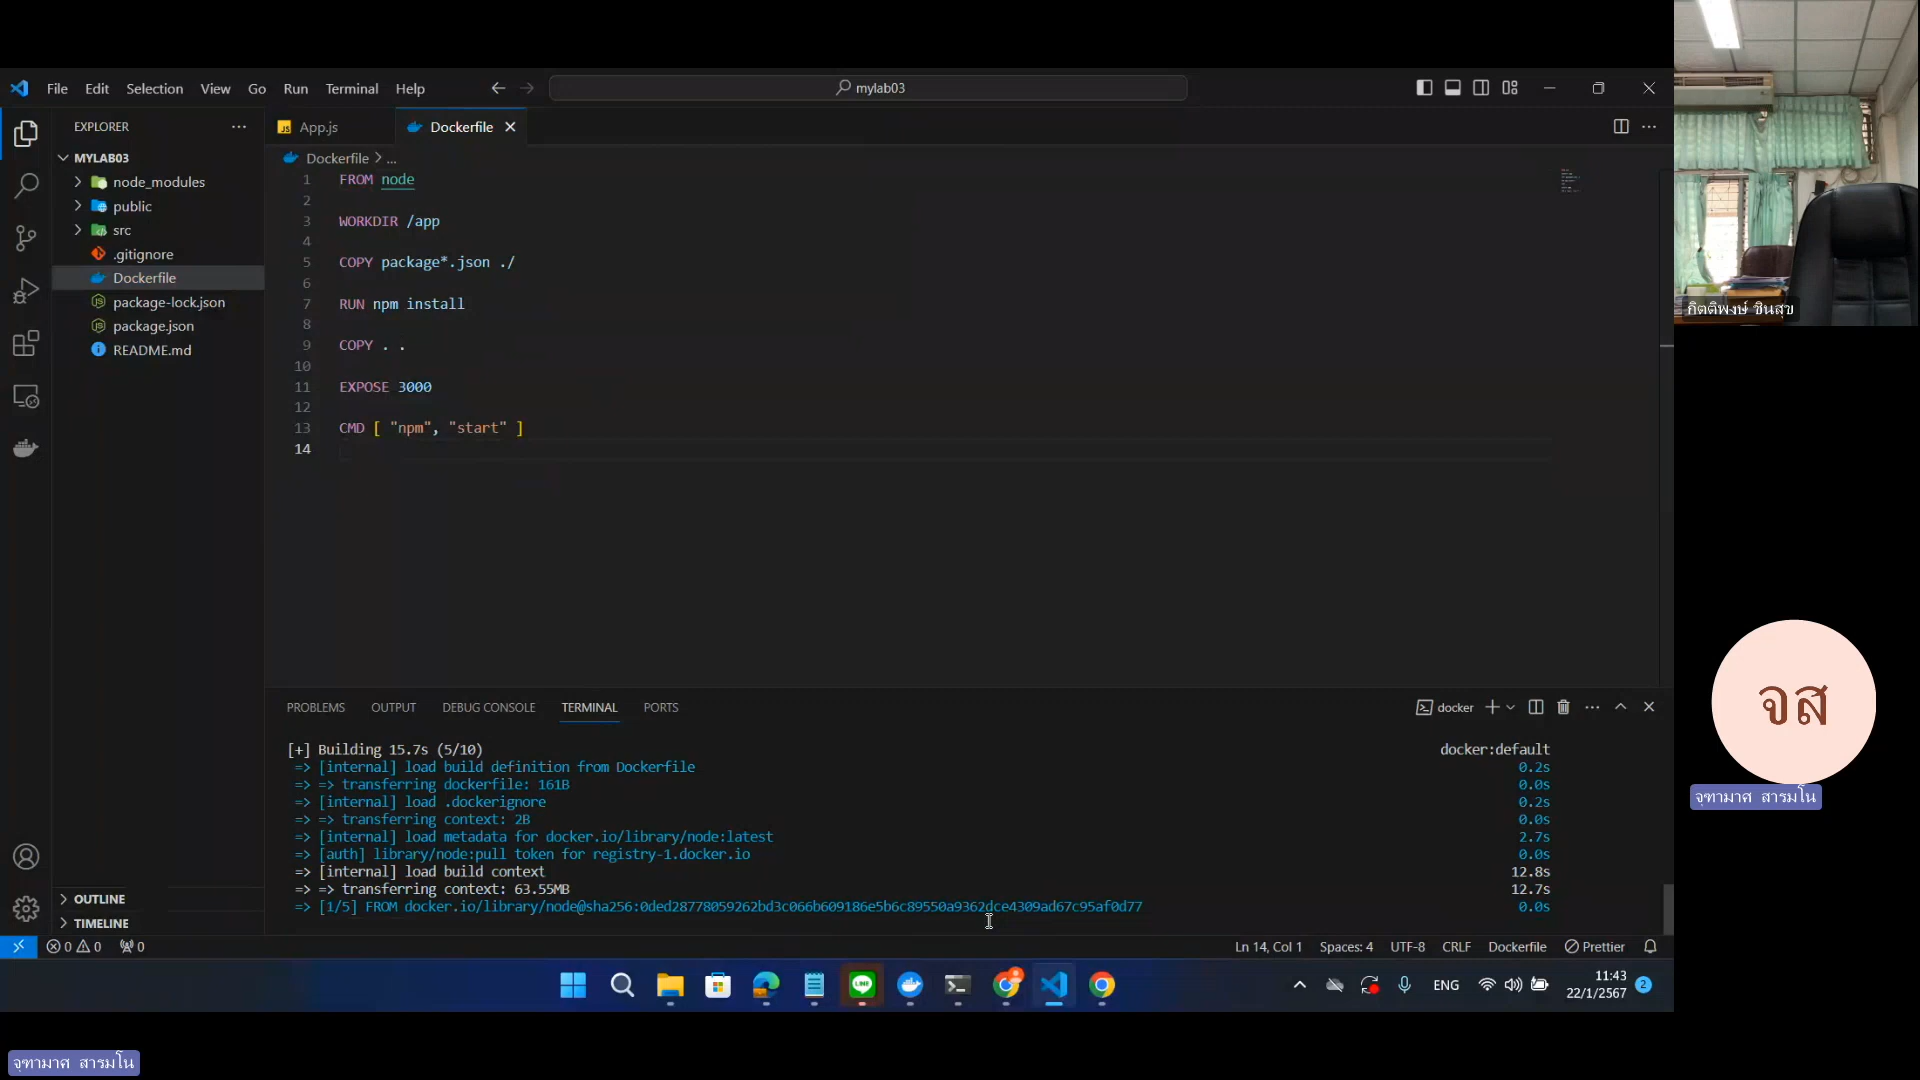 File Edit Selection View Go Run Terminal Help
mylab03
EXPLORER
App.js
Dockerfile
MYLAB03
node_modules
public
src
.gitignore
Dockerfile
package-lock.json
package.json
README.md
OUTLINE
TIMELINE
Dockerfile > ...
1 FROM node
2
3 WORKDIR /app
4
5 COPY package*.json ./
6
7 RUN npm install
8
9 COPY . .
10
11 EXPOSE 3000
12
13 CMD [ "npm", "start" ]
14
PROBLEMS OUTPUT DEBUG CONSOLE TERMINAL PORTS
docker
[+] Building 15.7s (5/10) docker:default
=> [internal] load build definition from Dockerfile 0.2s
=> => transferring dockerfile: 161B 0.0s
=> [internal] load .dockerignore 0.2s
=> => transferring context: 2B 0.0s
=> [internal] load metadata for docker.io/library/node:latest 2.7s
=> [auth] library/node:pull token for registry-1.docker.io 0.0s
=> [internal] load build context 12.8s
=> => transferring context: 63.55MB 12.7s
=> [1/5] FROM docker.io/library/node@sha256:0ded28778059262bd3c066b609186e5b6c89550a9362dce4309ad67c95af0d77 0.0s
0 0 0
Ln 14, Col 1 Spaces: 4 UTF-8 CRLF Dockerfile Prettier
LINE
ENG
11:43
22/1/2567
2
กิตติพงษ์ ชินสุข
จส
จุฑามาศ สารมโน
จุฑามาศ สารมโน